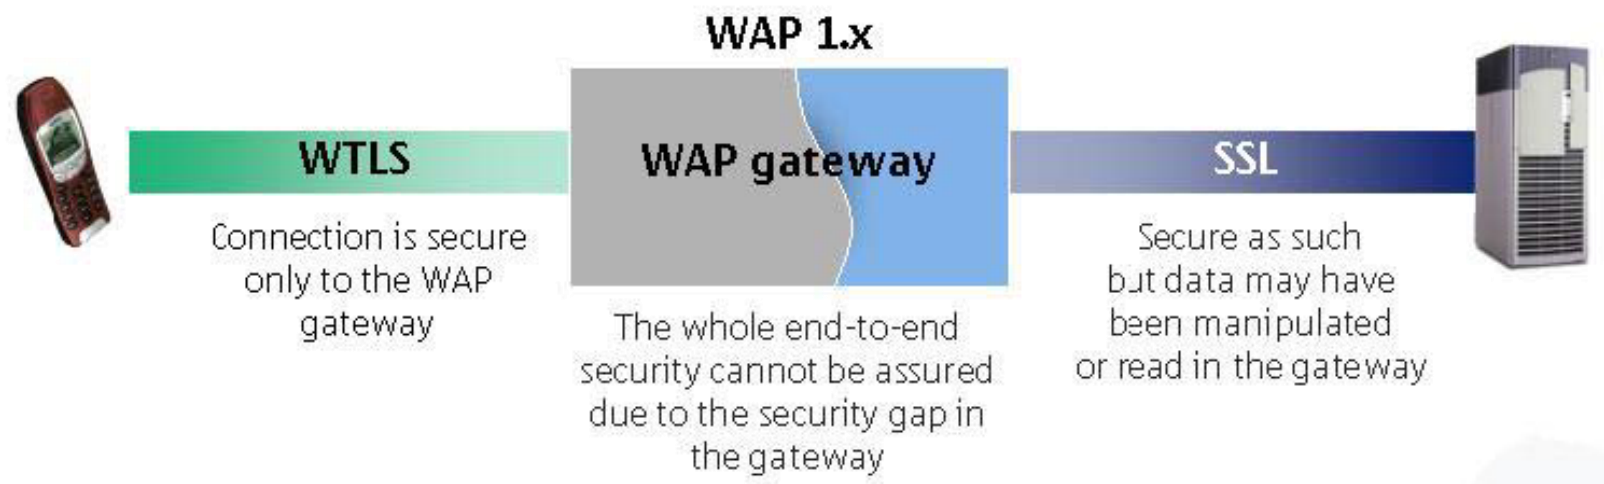 WAP 1.x
WTLS
WAP gateway
SSL
Connection is secure
only to the WAP
gateway
The whole end-to-end
security cannot be assured
due to the security gap in
the gateway
Secure as such
but data may have
been manipulated
or read in the gateway